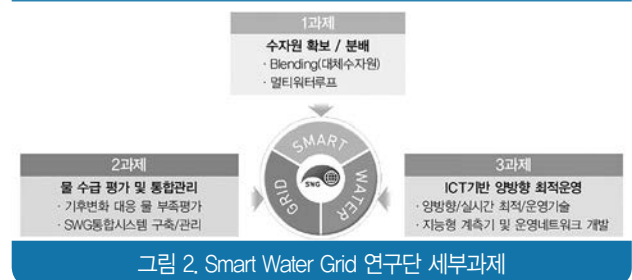 1과제
수자원 확보 / 분배
· Blending(대체수자원)
· 멀티워터루프
SMART
WATER
GRID
SWG
2과제
물 수급 평가 및 통합관리
· 기후변화 대응 물 부족평가
· SWG통합시스템 구축/관리
3과제
ICT기반 양방향 최적운영
· 양방향/실시간 최적/운영기술
· 지능형 계측기 및 운영네트워크 개발
그림 2. Smart Water Grid 연구단 세부과제